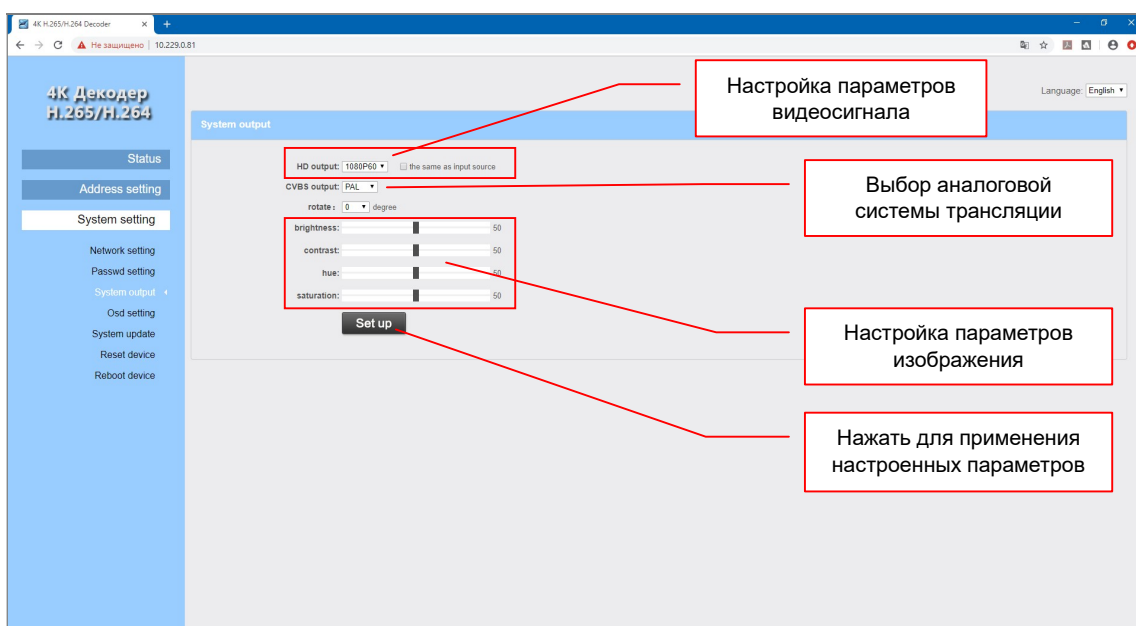 4K H.265/H.264 Decoder
Не защищено | 10.229.0.81
4К Декодер
H.265/H.264
Language: English
Status
Address setting
System setting
Network setting
Passwd setting
System output
Osd setting
System update
Reset device
Reboot device
System output
HD output: 1080P60 the same as input source
CVBS output: PAL
rotate: 0 degree
brightness: 50
contrast: 50
hue: 50
saturation: 50
Set up
Настройка параметров
видеосигнала
Выбор аналоговой
системы трансляции
Настройка параметров
изображения
Нажать для применения
настроенных параметров